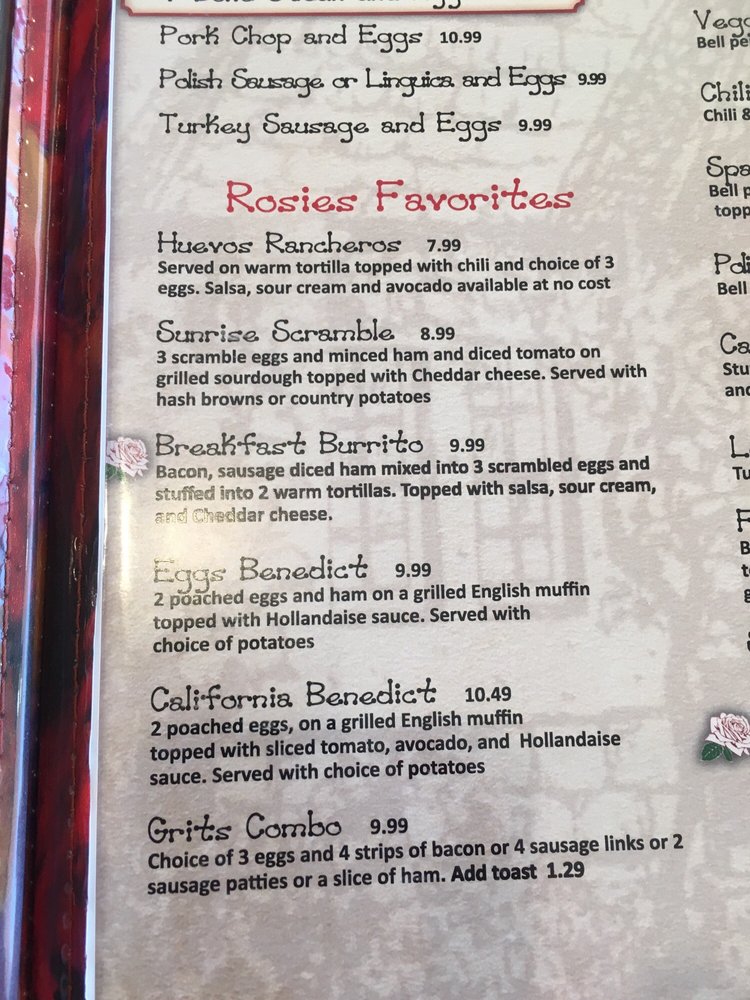 Pork Chop and Eggs 10.99
Polish Sausage or Linguica and Eggs 9.99
Turkey Sausage and Eggs 9.99
Rosies Favorites
Huevos Rancheros 7.99
Served on warm tortilla topped with chili and choice of 3
eggs. Salsa, sour cream and avocado available at no cost
Sunrise Scramble 8.99
3 scramble eggs and minced ham and diced tomato on
grilled sourdough topped with Cheddar cheese. Served with
hash browns or country potatoes
Breakfast Burrito 9.99
Bacon, sausage diced ham mixed into 3 scrambled eggs and
stuffed into 2 warm tortillas. Topped with salsa, sour cream,
and Cheddar cheese.
Eggs Benedict 9.99
2 poached eggs and ham on a grilled English muffin
topped with Hollandaise sauce. Served with
choice of potatoes
California Benedict 10.49
2 poached eggs, on a grilled English muffin
topped with sliced tomato, avocado, and Hollandaise
sauce. Served with choice of potatoes
Grits Combo 9.99
Choice of 3 eggs and 4 strips of bacon or 4 sausage links or 2
sausage patties or a slice of ham. Add toast 1.29
Bell
Chili
Chili &
Bell
Bell
and